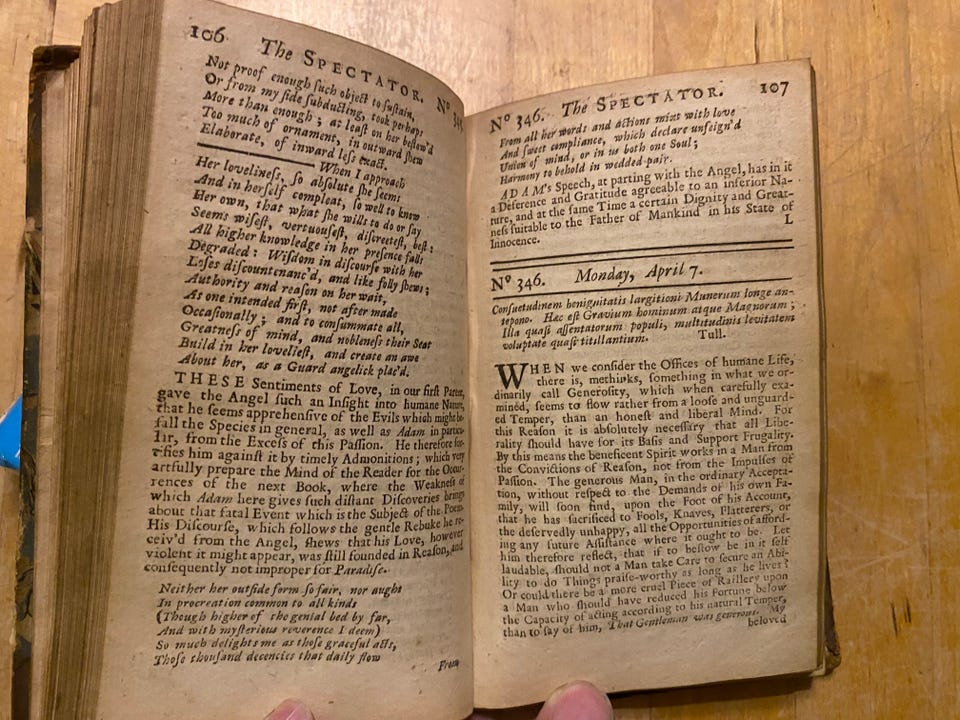 106 The SPECTATOR. Nº 345.
Not proof enough ſuch object to ſuſtain,
Or from my ſide ſubducting, took perhaps
More than enough; at leaſt on her beſtow'd
Too much of ornament, in outward ſhew
Elaborate, of inward leſs exact.
When I approach
Her lovelineſs, ſo abſolute ſhe ſeems
And in herſelf compleat, ſo well to know
Her own, that what ſhe wills to do or ſay
Seems wiſeſt, vertuouſeſt, diſcreeteſt, beſt:
All higher knowledge in her preſence falls
Degraded: Wiſdom in diſcourſe with her
Loſes diſcountenanc'd, and like folly ſhews;
Authority and reaſon on her wait,
As one intended firſt, not after made
Occaſionally; and to conſummate all,
Greatneſs of mind, and nobleneſs their Seat
Build in her lovelieſt, and create an awe
About her, as a Guard angelick plac'd.
THESE Sentiments of Love, in our firſt Parent,
gave the Angel ſuch an Inſight into humane Nature,
that he ſeems apprehenſive of the Evils which might be-
fall the Species in general, as well as Adam in particu-
lar, from the Exceſs of this Paſſion. He therefore for-
tifies him againſt it by timely Admonitions; which very
artfully prepare the Mind of the Reader for the Occur-
rences of the next Book, where the Weakneſs of
which Adam here gives ſuch diſtant Diſcoveries brings
about that fatal Event which is the Subject of the Poem.
His Diſcourſe, which follows the gentle Rebuke he re-
ceiv'd from the Angel, ſhews that his Love, however
violent it might appear, was ſtill founded in Reaſon, and
conſequently not improper for Paradiſe.
Neither her outſide form ſo fair, nor aught
In procreation common to all kinds
(Though higher of the genial bed by far,
And with myſterious reverence I deem)
So much delights me as thoſe graceful acts,
Thoſe thouſand decencies that daily flow
From
Nº 346. The SPECTATOR. 107
From all her words and actions mixt with love
And ſweet compliance, which declare unfeign'd
Union of mind, or in us both one Soul;
Harmony to behold in wedded pair.
ADAM's Speech, at parting with the Angel, has in it
a Deference and Gratitude agreeable to an inferior Na-
ture, and at the ſame Time a certain Dignity and Great-
neſs ſuitable to the Father of Mankind in his State of
Innocence. L
Nº 346. Monday, April 7.
Conſuetudinem benignitatis largitioni Munerum longe an-
tepono. Hæc eſt Gravium hominum atque Magnorum;
Illa quaſi aſſentatorum populi, multitudinis levitatem
voluptate quaſi titillantium. Tull.
WHEN we conſider the Offices of humane Life,
there is, methinks, ſomething in what we or-
dinarily call Generoſity, which when carefully exa-
mined, ſeems to flow rather from a looſe and unguard-
ed Temper, than an honeſt and liberal Mind. For
this Reaſon it is abſolutely neceſſary that all Libe-
rality ſhould have for its Baſis and Support Frugality.
By this means the beneficent Spirit works in a Man from
the Convictions of Reaſon, not from the Impulſes of
Paſſion. The generous Man, in the ordinary Accepta-
tion, without reſpect to the Demands of his own Fa-
mily, will ſoon find, upon the Foot of his Account,
that he has ſacrificed to Fools, Knaves, Flatterers, or
the deſervedly unhappy, all the Opportunities of afford-
ing any future Aſſiſtance where it ought to be. Let
him therefore reflect, that if to beſtow be in it ſelf
laudable, ſhould not a Man take Care to ſecure an Abi-
lity to do Things praiſe-worthy as long as he lives?
Or could there be a more cruel Piece of Raillery upon
a Man who ſhould have reduced his Fortune below
the Capacity of acting according to his natural Temper,
than to ſay of him, That Gentleman was generous. My
beloved